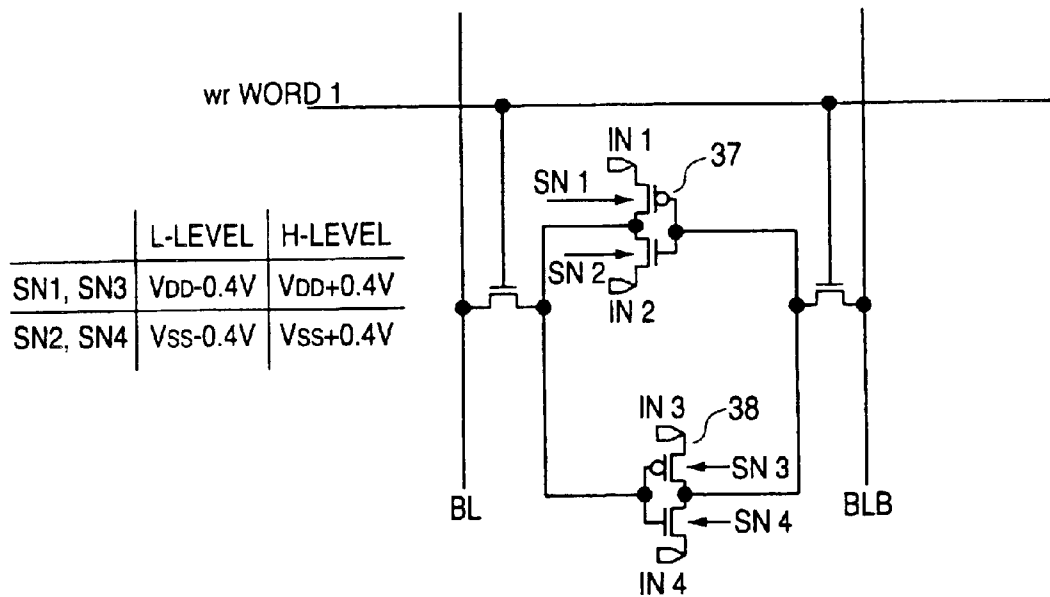 wr WORD 1
IN 1
37
SN 1
SN 2
IN 2
L-LEVEL H-LEVEL
SN1, SN3 VDD-0.4V VDD+0.4V
SN2, SN4 VSS-0.4V VSS+0.4V
IN 3
38
SN 3
SN 4
IN 4
BL
BLB